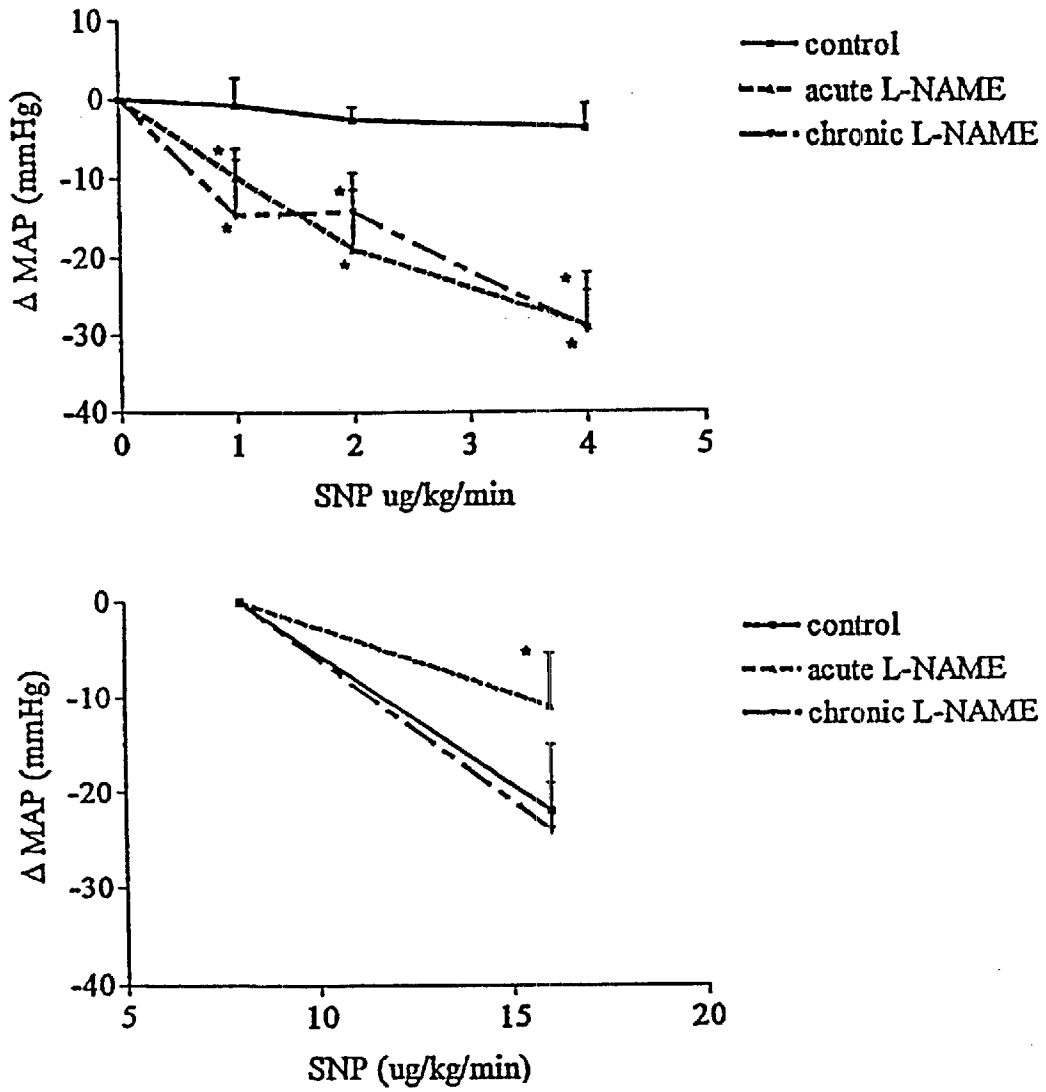 10
0
-10
-20
-30
-40
Δ MAP (mmHg)
*
*
*
*
*
*
0 1 2 3 4 5
SNP ug/kg/min
control
acute L-NAME
chronic L-NAME
0
-10
-20
-30
-40
Δ MAP (mmHg)
*
5 10 15 20
SNP (ug/kg/min)
control
acute L-NAME
chronic L-NAME